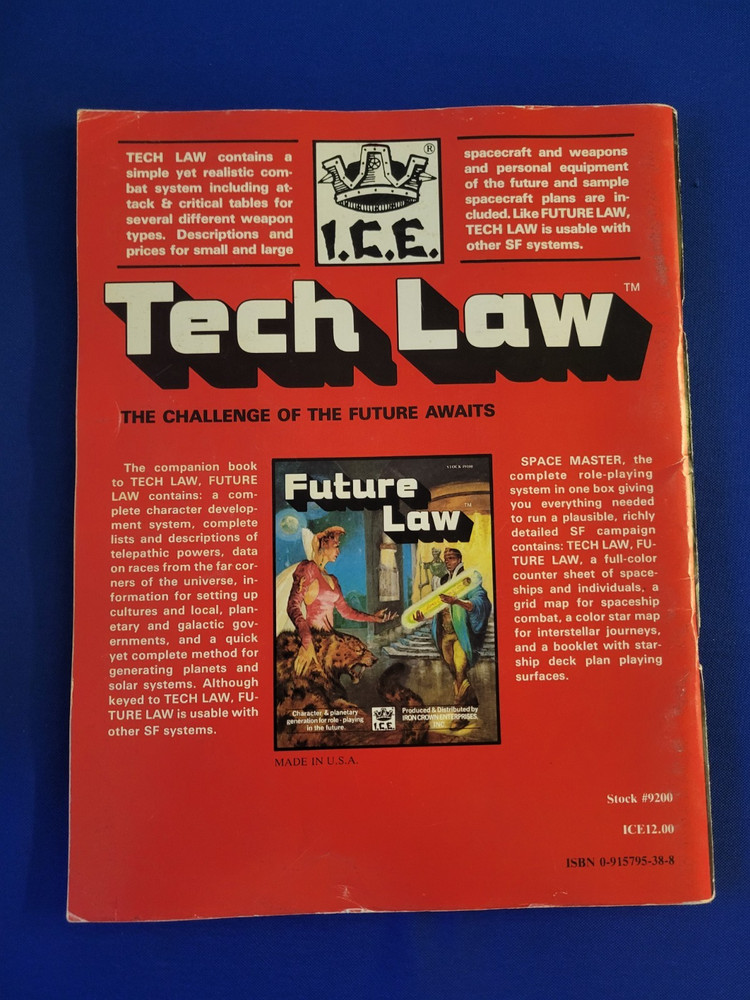 TECH LAW contains a
simple yet realistic com-
bat system including at-
tack & critical tables for
several different weapon
types. Descriptions and
prices for small and large
®
I.C.E.
spacecraft and weapons
and personal equipment
of the future and sample
spacecraft plans are in-
cluded. Like FUTURE LAW,
TECH LAW is usable with
other SF systems.
Tech Law ™
THE CHALLENGE OF THE FUTURE AWAITS
The companion book
to TECH LAW, FUTURE
LAW contains: a com-
plete character develop-
ment system, complete
lists and descriptions of
telepathic powers, data
on races from the far cor-
ners of the universe, in-
formation for setting up
cultures and local, plan-
etary and galactic gov-
ernments, and a quick
yet complete method for
generating planets and
solar systems. Although
keyed to TECH LAW, FU-
TURE LAW is usable with
other SF systems.
STOCK #9100
Future
Law ™
Character & planetary
generation for role - playing
in the future.
I.C.E.
Produced & Distributed by
IRON CROWN ENTERPRISES,
INC.
MADE IN U.S.A.
SPACE MASTER, the
complete role-playing
system in one box giving
you everything needed
to run a plausible, richly
detailed SF campaign
contains: TECH LAW, FU-
TURE LAW, a full-color
counter sheet of space-
ships and individuals, a
grid map for spaceship
combat, a color star map
for interstellar journeys,
and a booklet with star-
ship deck plan playing
surfaces.
Stock #9200
ICE12.00
ISBN 0-915795-38-8